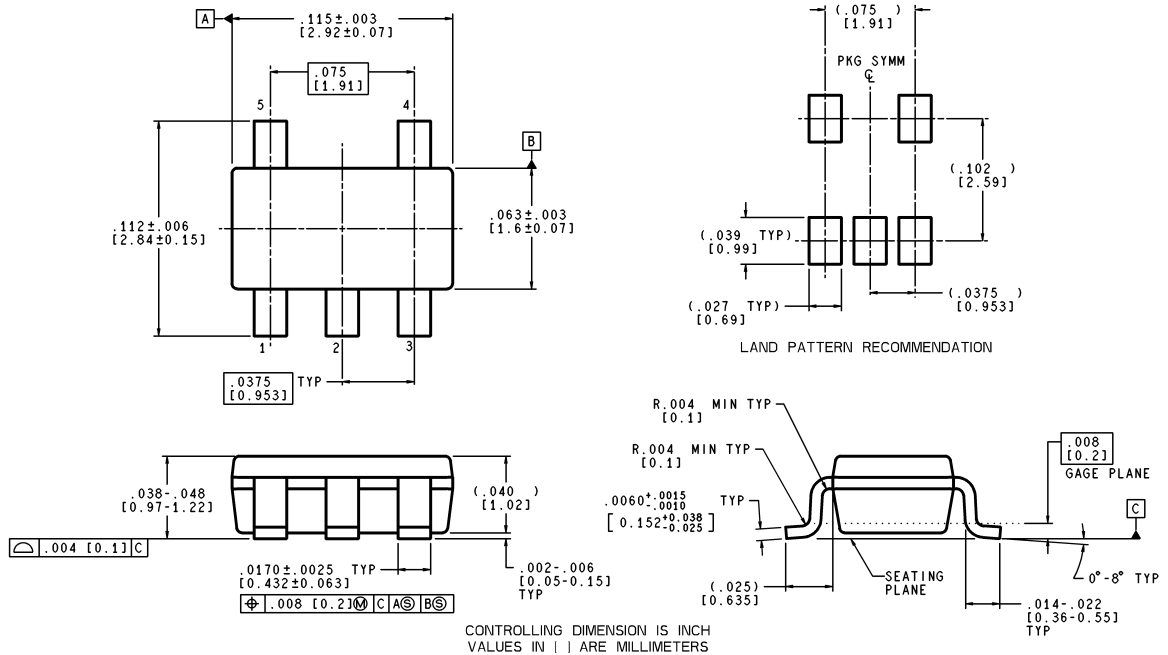 A
.115±.003
[2.92±0.07]
.075
[1.91]
5
4
B
.112±.006
[2.84±0.15]
.063±.003
[1.6±0.07]
1
2
3
.0375
[0.953]
TYP
(.075 )
[1.91]
PKG SYMM
℄
(.102 )
[2.59]
(.039 TYP)
[0.99]
(.027 TYP)
[0.69]
(.0375 )
[0.953]
LAND PATTERN RECOMMENDATION
.038-.048
[0.97-1.22]
(.040 )
[1.02]
⌓ .004 [0.1] C
.0170±.0025 TYP
[0.432±0.063]
⌖ .008 [0.2]Ⓜ C AⓈ BⓈ
.002-.006
[0.05-0.15]
TYP
R.004 MIN TYP
[0.1]
R.004 MIN TYP
[0.1]
.0060+.0015-.0010 TYP
[0.152+0.038-0.025]
.008
[0.2]
GAGE PLANE
C
(.025)
[0.635]
SEATING
PLANE
0°-8° TYP
.014-.022
[0.36-0.55]
TYP
CONTROLLING DIMENSION IS INCH
VALUES IN [ ] ARE MILLIMETERS